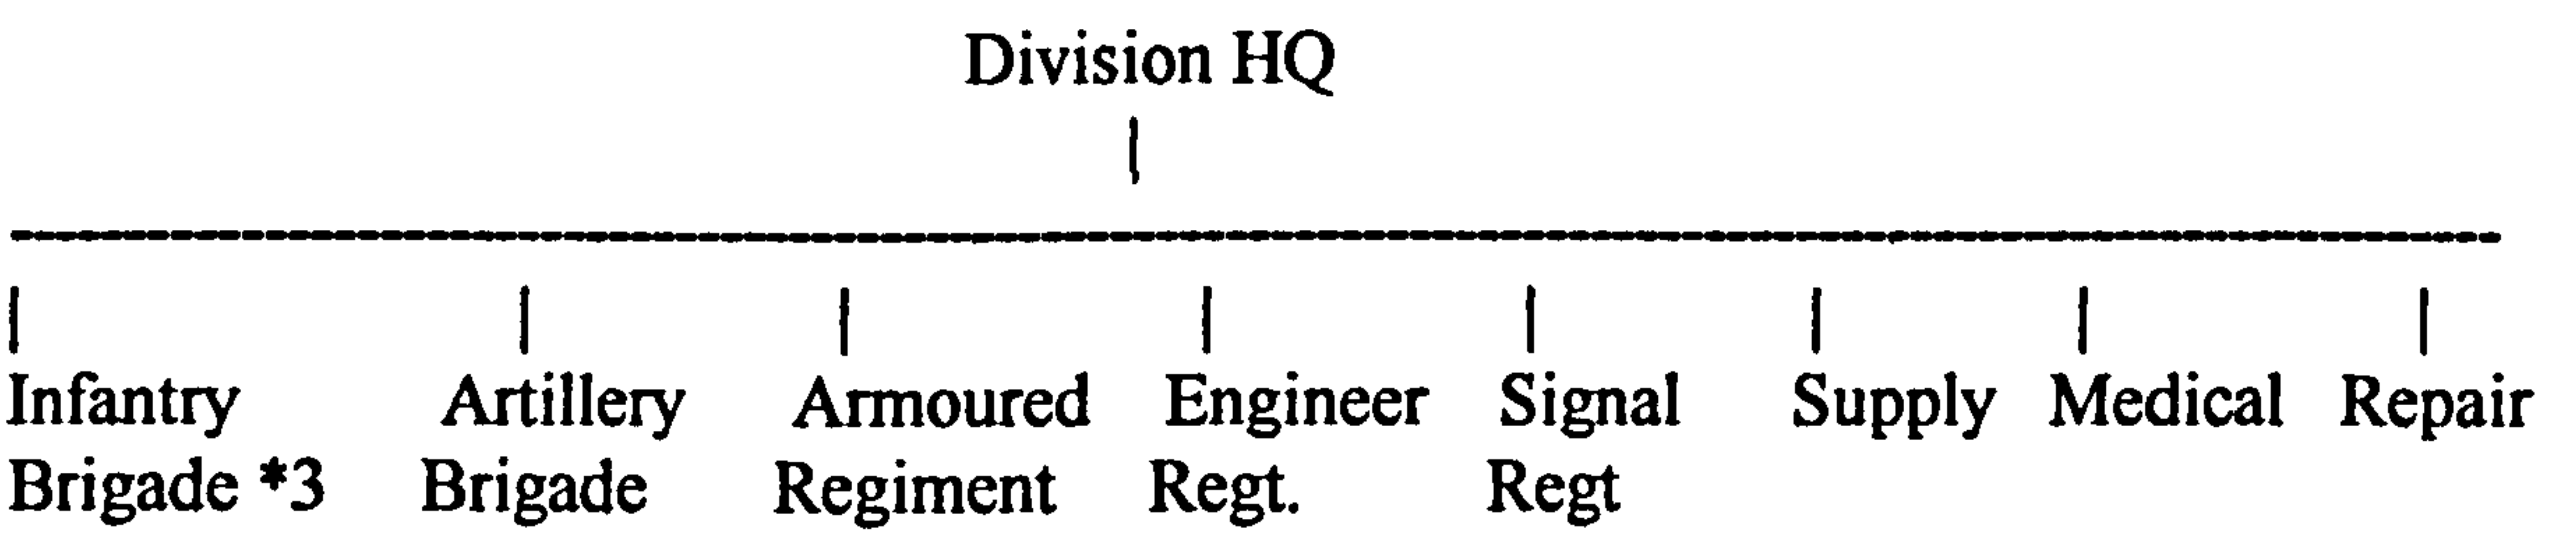 Division HQ
Infantry Artillery Armoured Engineer Signal Supply Medical Repair
Brigade *3 Brigade Regiment Regt. Regt